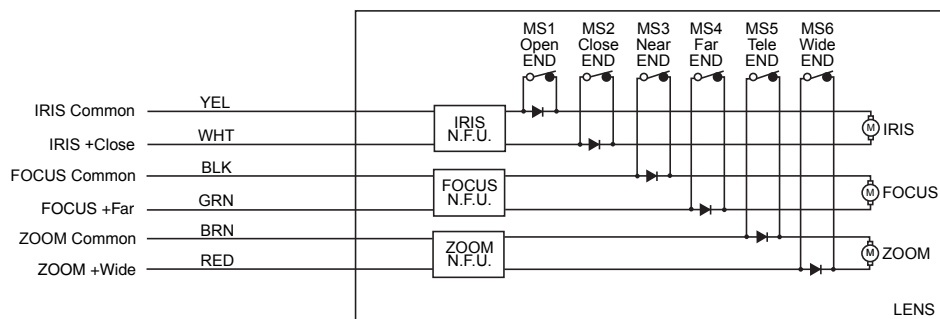 MS1 MS2 MS3 MS4 MS5 MS6
Open Close Near Far Tele Wide
END END END END END END
IRIS Common YEL
IRIS N.F.U.
M IRIS
IRIS +Close WHT
FOCUS Common BLK
FOCUS N.F.U.
M FOCUS
FOCUS +Far GRN
ZOOM Common BRN
ZOOM N.F.U.
M ZOOM
ZOOM +Wide RED
LENS